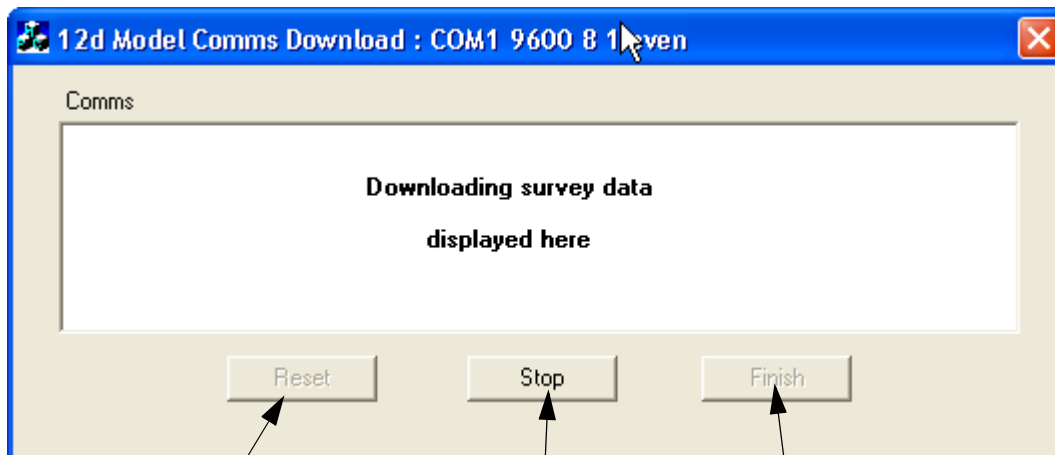 12d Model Comms Download : COM1 9600 8 1 even
Comms
Downloading survey data
displayed here
Reset
Stop
Finish